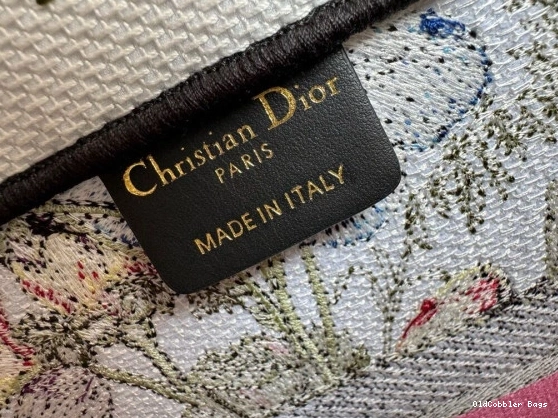 Christian Dior
PARIS
MADE IN ITALY
OldCobbler Bags